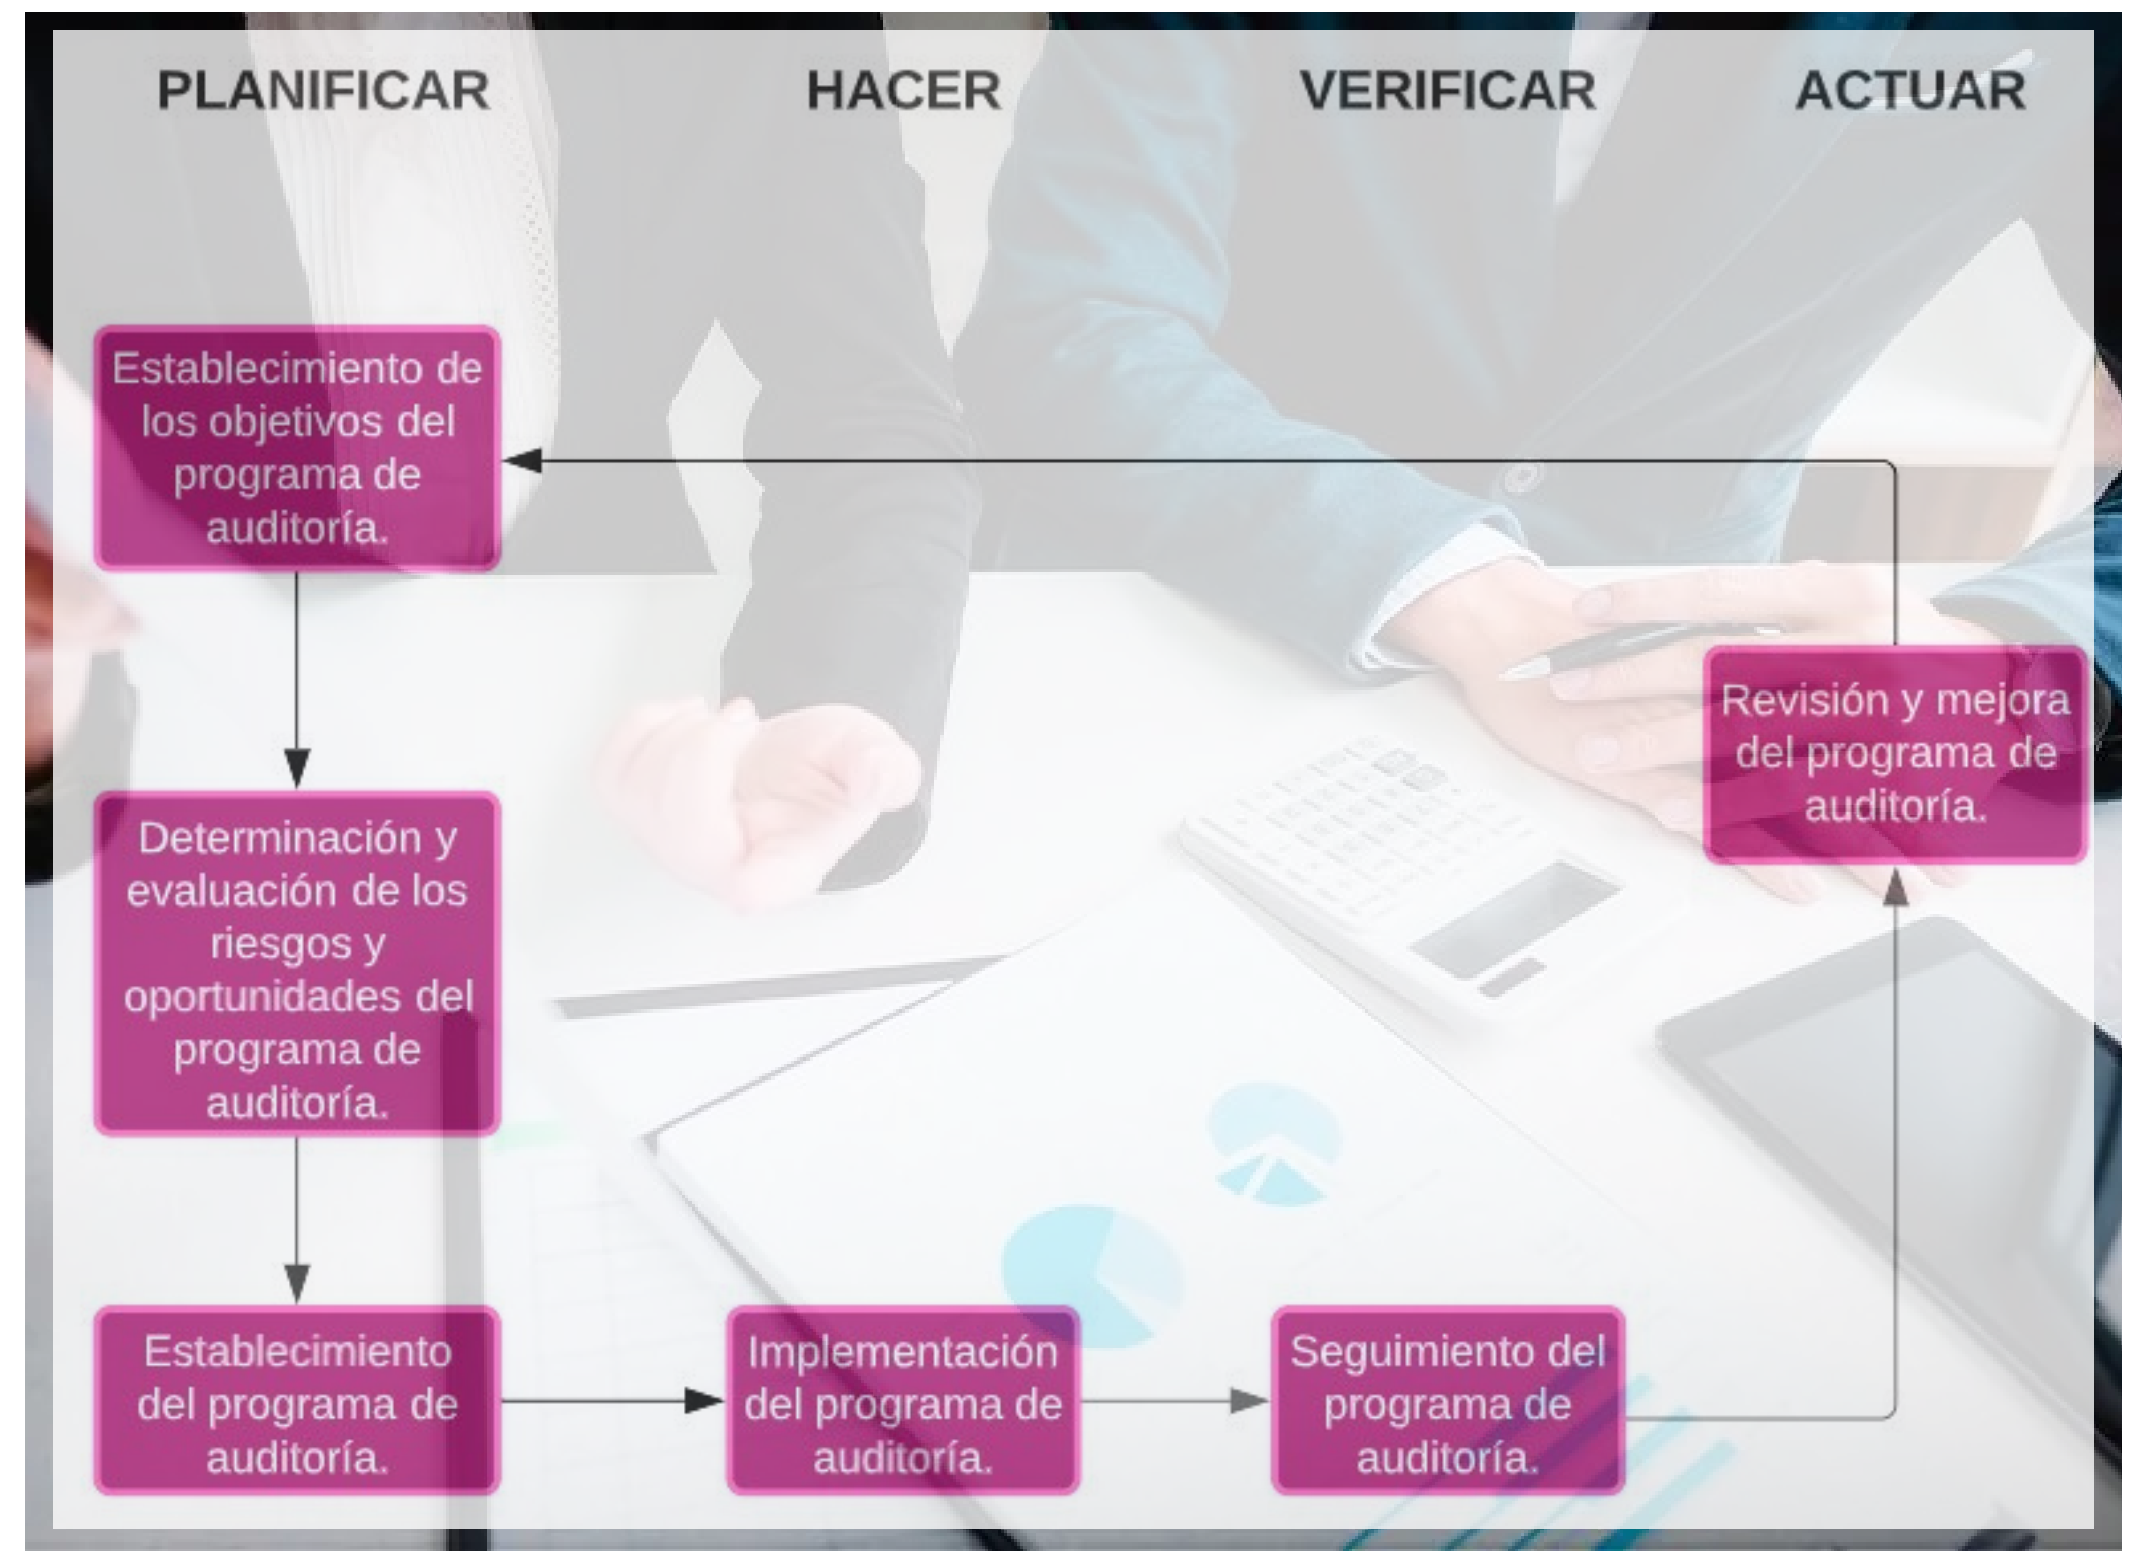 PLANIFICAR
HACER
VERIFICAR
ACTUAR
Establecimiento de
los objetivos del
programa de
auditoría.
Determinación y
evaluación de los
riesgos y
oportunidades del
programa de
auditoría.
Establecimiento
del programa de
auditoría.
Implementación
del programa de
auditoría.
Seguimiento del
programa de
auditoría.
Revisión y mejora
del programa de
auditoría.